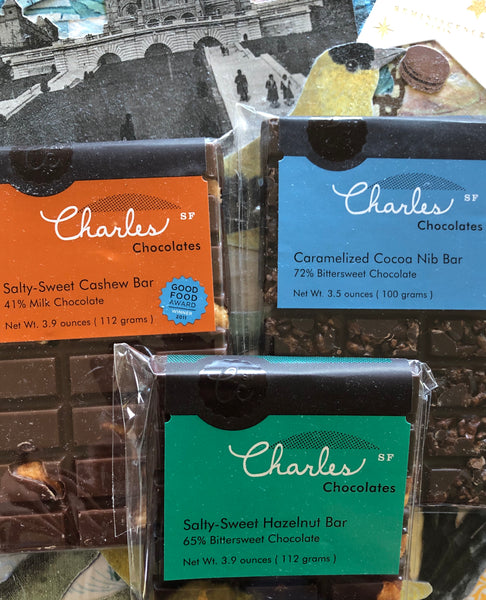 Charles SF
Chocolates
Salty-Sweet Cashew Bar
41% Milk Chocolate
Net Wt. 3.9 ounces ( 112 grams )
GOOD
FOOD
AWARD
WINNER
2011
Charles SF
Chocolates
Caramelized Cocoa Nib Bar
72% Bittersweet Chocolate
Net Wt. 3.5 ounces ( 100 grams )
Charles SF
Chocolates
Salty-Sweet Hazelnut Bar
65% Bittersweet Chocolate
Net Wt. 3.9 ounces ( 112 grams )